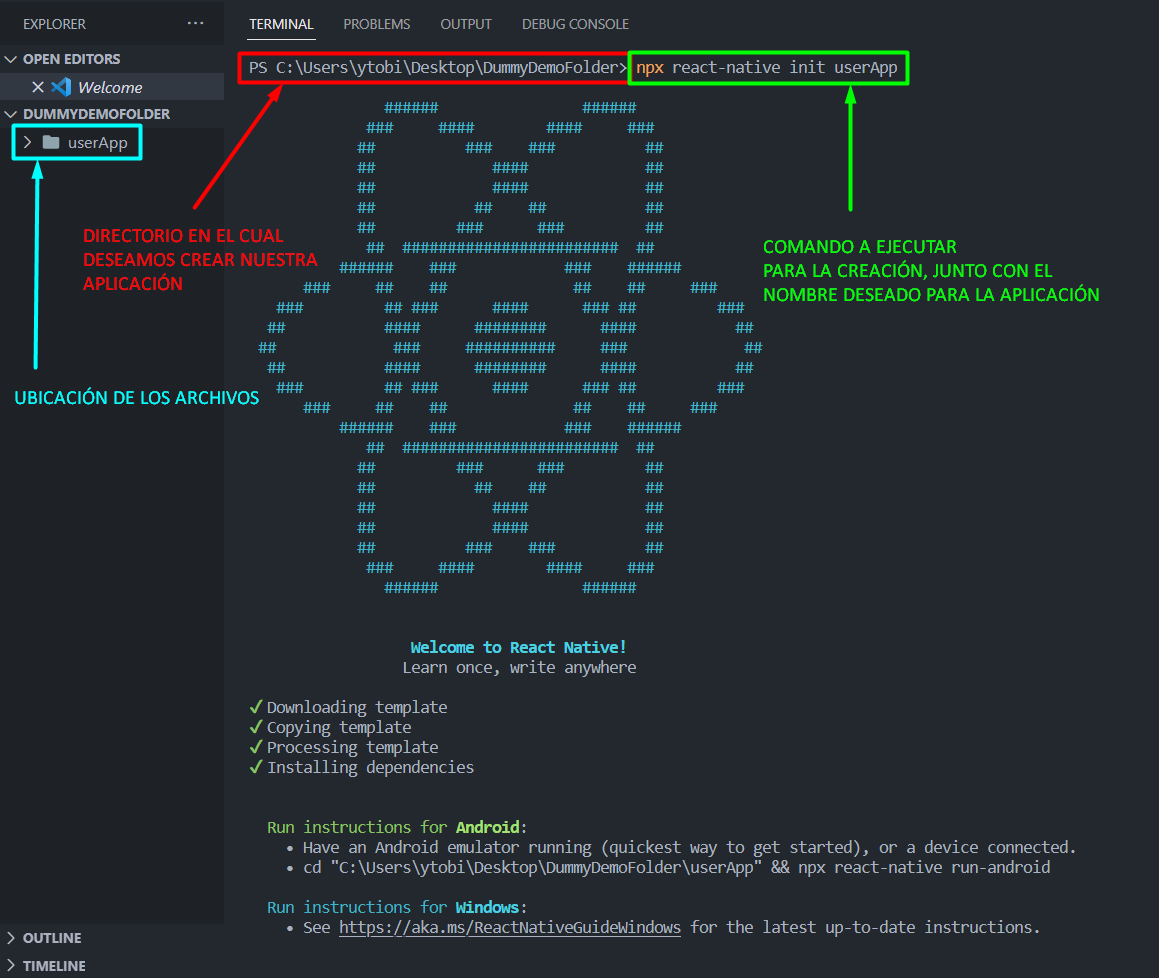 EXPLORER
···
OPEN EDITORS
Welcome
DUMMYDEMOFOLDER
userApp
TERMINAL PROBLEMS OUTPUT DEBUG CONSOLE
PS C:\Users\ytobi\Desktop\DummyDemoFolder> npx react-native init userApp
DIRECTORIO EN EL CUAL
DESEAMOS CREAR NUESTRA
APLICACIÓN
COMANDO A EJECUTAR
PARA LA CREACIÓN, JUNTO CON EL
NOMBRE DESEADO PARA LA APLICACIÓN
UBICACIÓN DE LOS ARCHIVOS
Welcome to React Native!
Learn once, write anywhere
✓ Downloading template
✓ Copying template
✓ Processing template
✓ Installing dependencies
Run instructions for Android:
• Have an Android emulator running (quickest way to get started), or a device connected.
• cd "C:\Users\ytobi\Desktop\DummyDemoFolder\userApp" && npx react-native run-android
Run instructions for Windows:
• See https://aka.ms/ReactNativeGuideWindows for the latest up-to-date instructions.
OUTLINE
TIMELINE